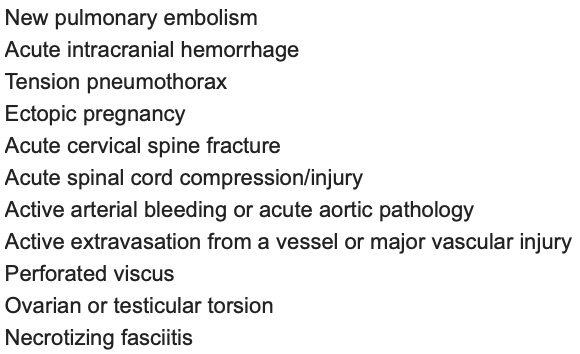 New pulmonary embolism
Acute intracranial hemorrhage
Tension pneumothorax
Ectopic pregnancy
Acute cervical spine fracture
Acute spinal cord compression/injury
Active arterial bleeding or acute aortic pathology
Active extravasation from a vessel or major vascular injury
Perforated viscus
Ovarian or testicular torsion
Necrotizing fasciitis